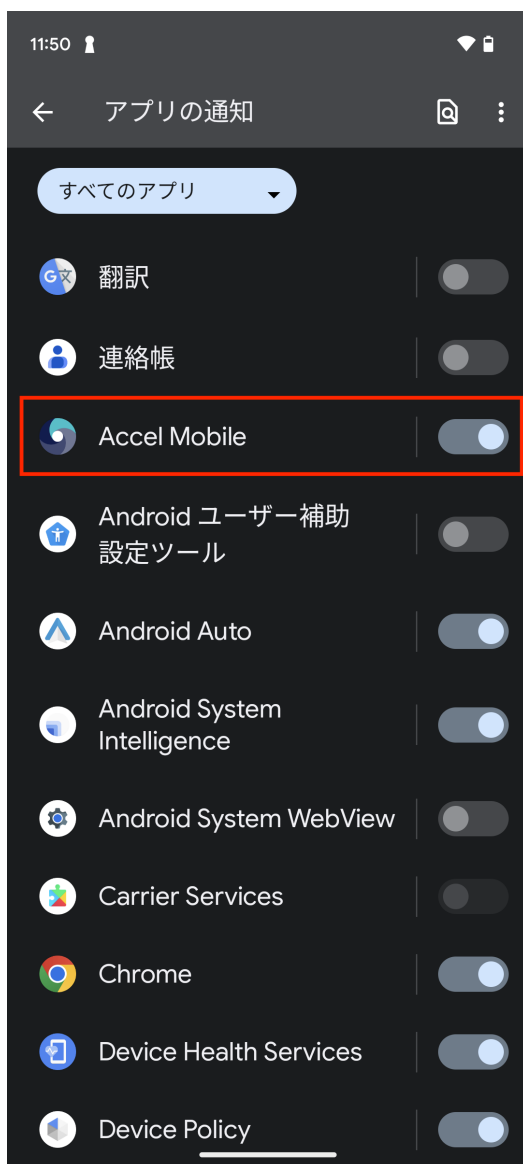 11:50
アプリの通知
すべてのアプリ
翻訳
連絡帳
Accel Mobile
Android ユーザー補助
設定ツール
Android Auto
Android System
Intelligence
Android System WebView
Carrier Services
Chrome
Device Health Services
Device Policy